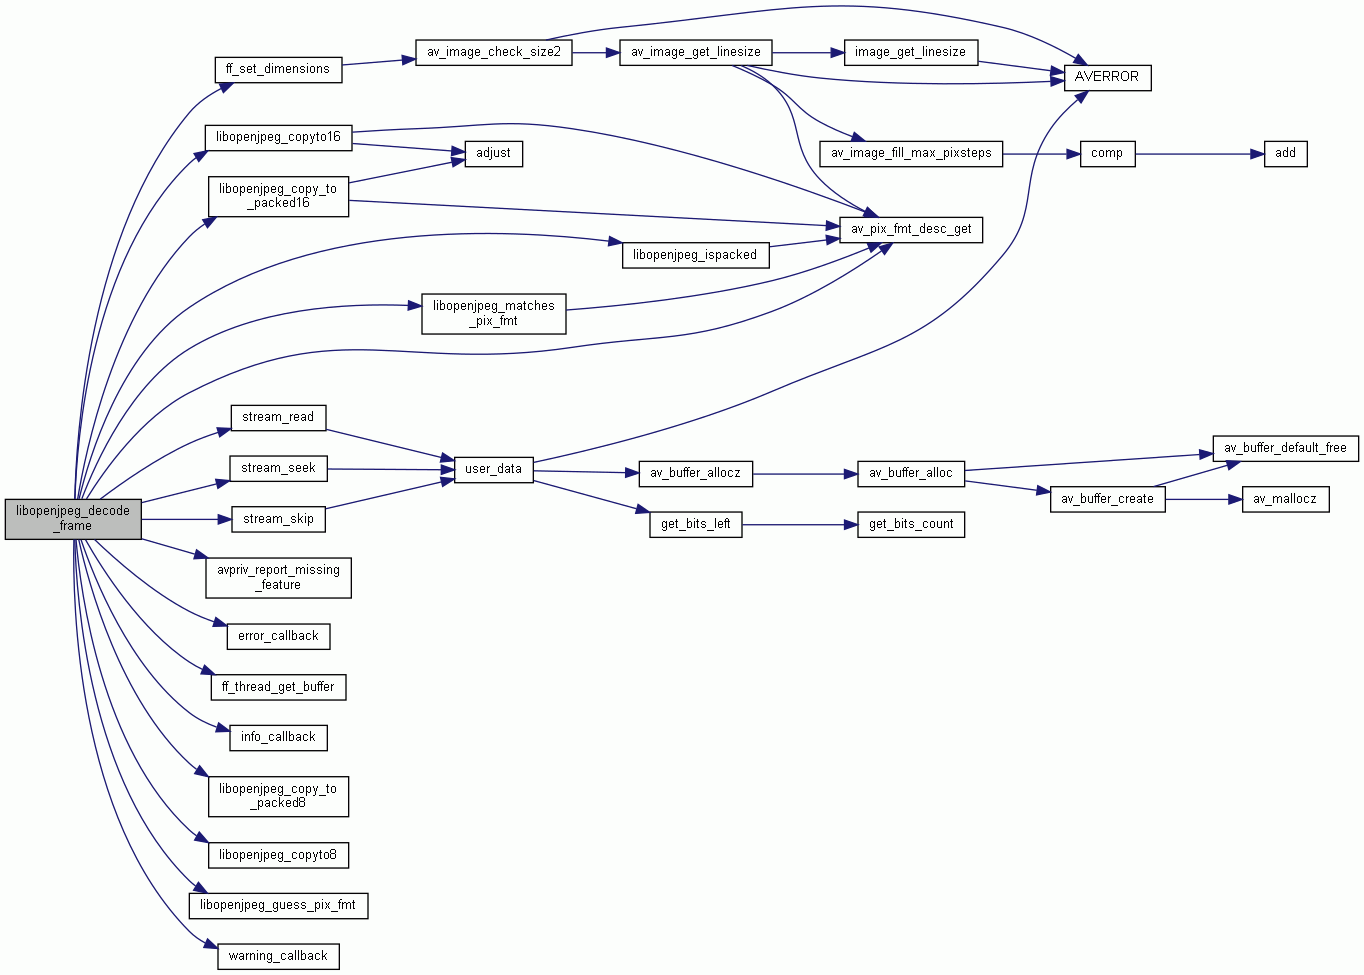 av_image_check_size2
av_image_get_linesize
image_get_linesize
ff_set_dimensions
AVERROR
libopenjpeg_copyto16
adjust
av_image_fill_max_pixsteps
comp
add
libopenjpeg_copy_to
_packed16
av_pix_fmt_desc_get
libopenjpeg_ispacked
libopenjpeg_matches
_pix_fmt
stream_read
user_data
stream_seek
av_buffer_allocz
av_buffer_alloc
av_buffer_default_free
av_buffer_create
av_mallocz
libopenjpeg_decode
_frame
stream_skip
get_bits_left
get_bits_count
avpriv_report_missing
_feature
error_callback
ff_thread_get_buffer
info_callback
libopenjpeg_copy_to
_packed8
libopenjpeg_copyto8
libopenjpeg_guess_pix_fmt
warning_callback